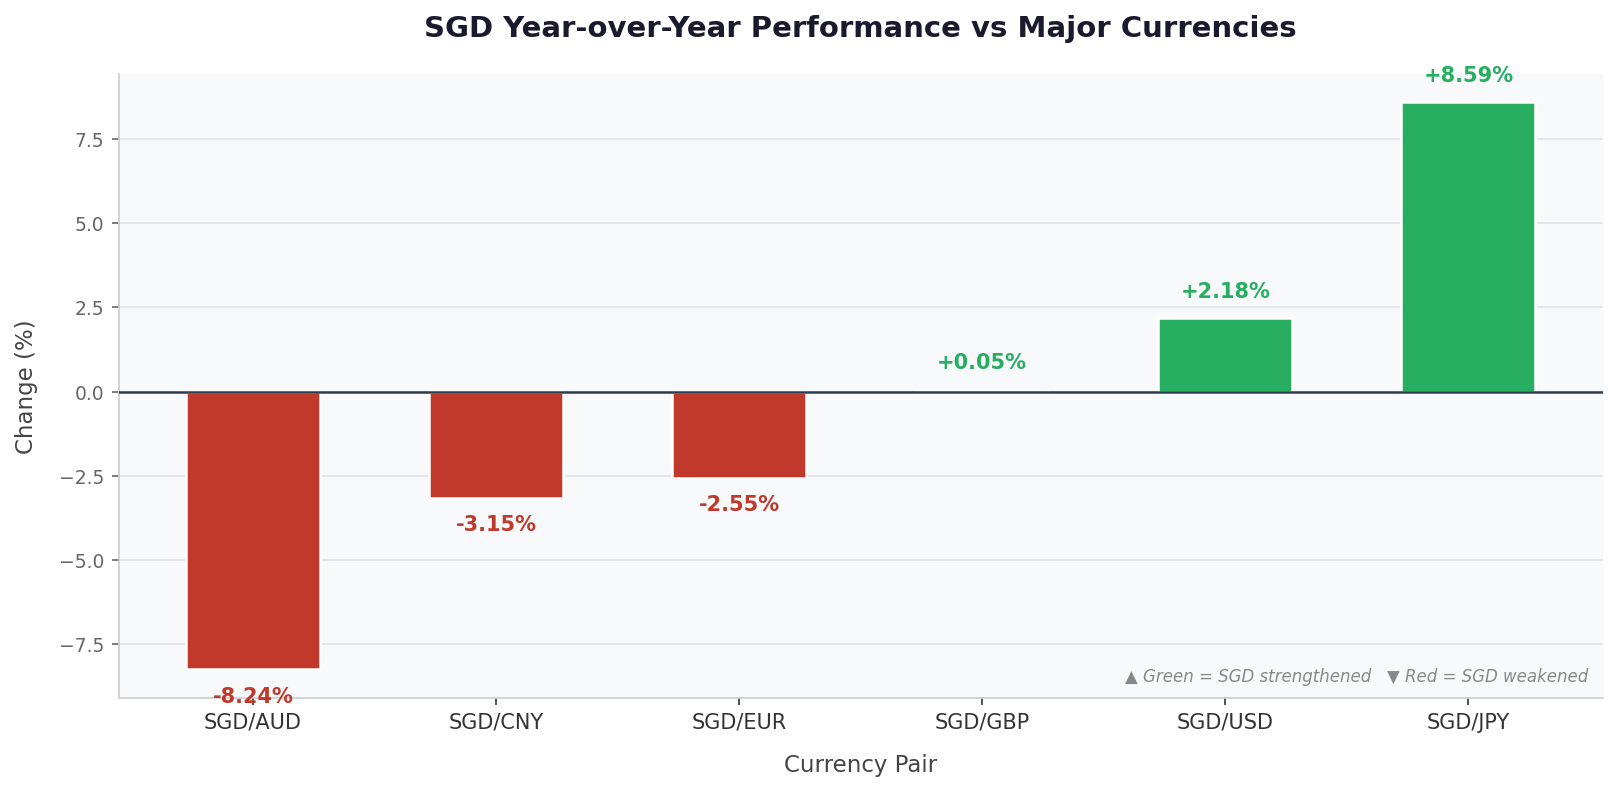 SGD Year-over-Year Performance vs Major Currencies
+8.59%
7.5
5.0
+2.18%
2.5
+0.05%
0.0
Change (%)
−2.5
-2.55%
-3.15%
−5.0
−7.5
▲ Green = SGD strengthened ▼ Red = SGD weakened
-8.24%
SGD/AUD SGD/CNY SGD/EUR SGD/GBP SGD/USD SGD/JPY
Currency Pair